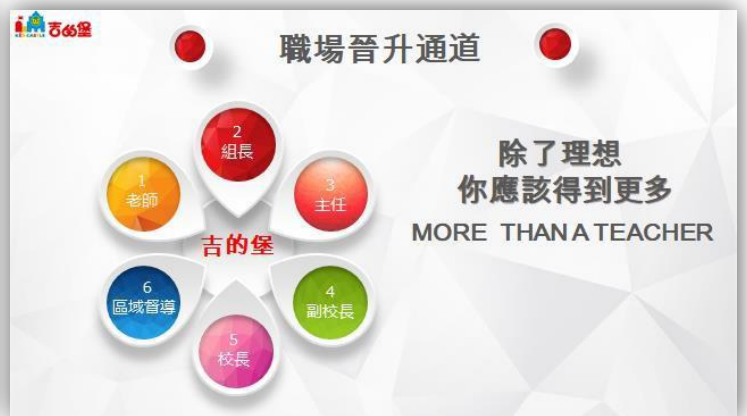 吉的堡
KID CASTLE
職場晉升通道
1
老師
2
組長
3
主任
4
副校長
5
校長
6
區域督導
吉的堡
除了理想
你應該得到更多
MORE THAN A TEACHER